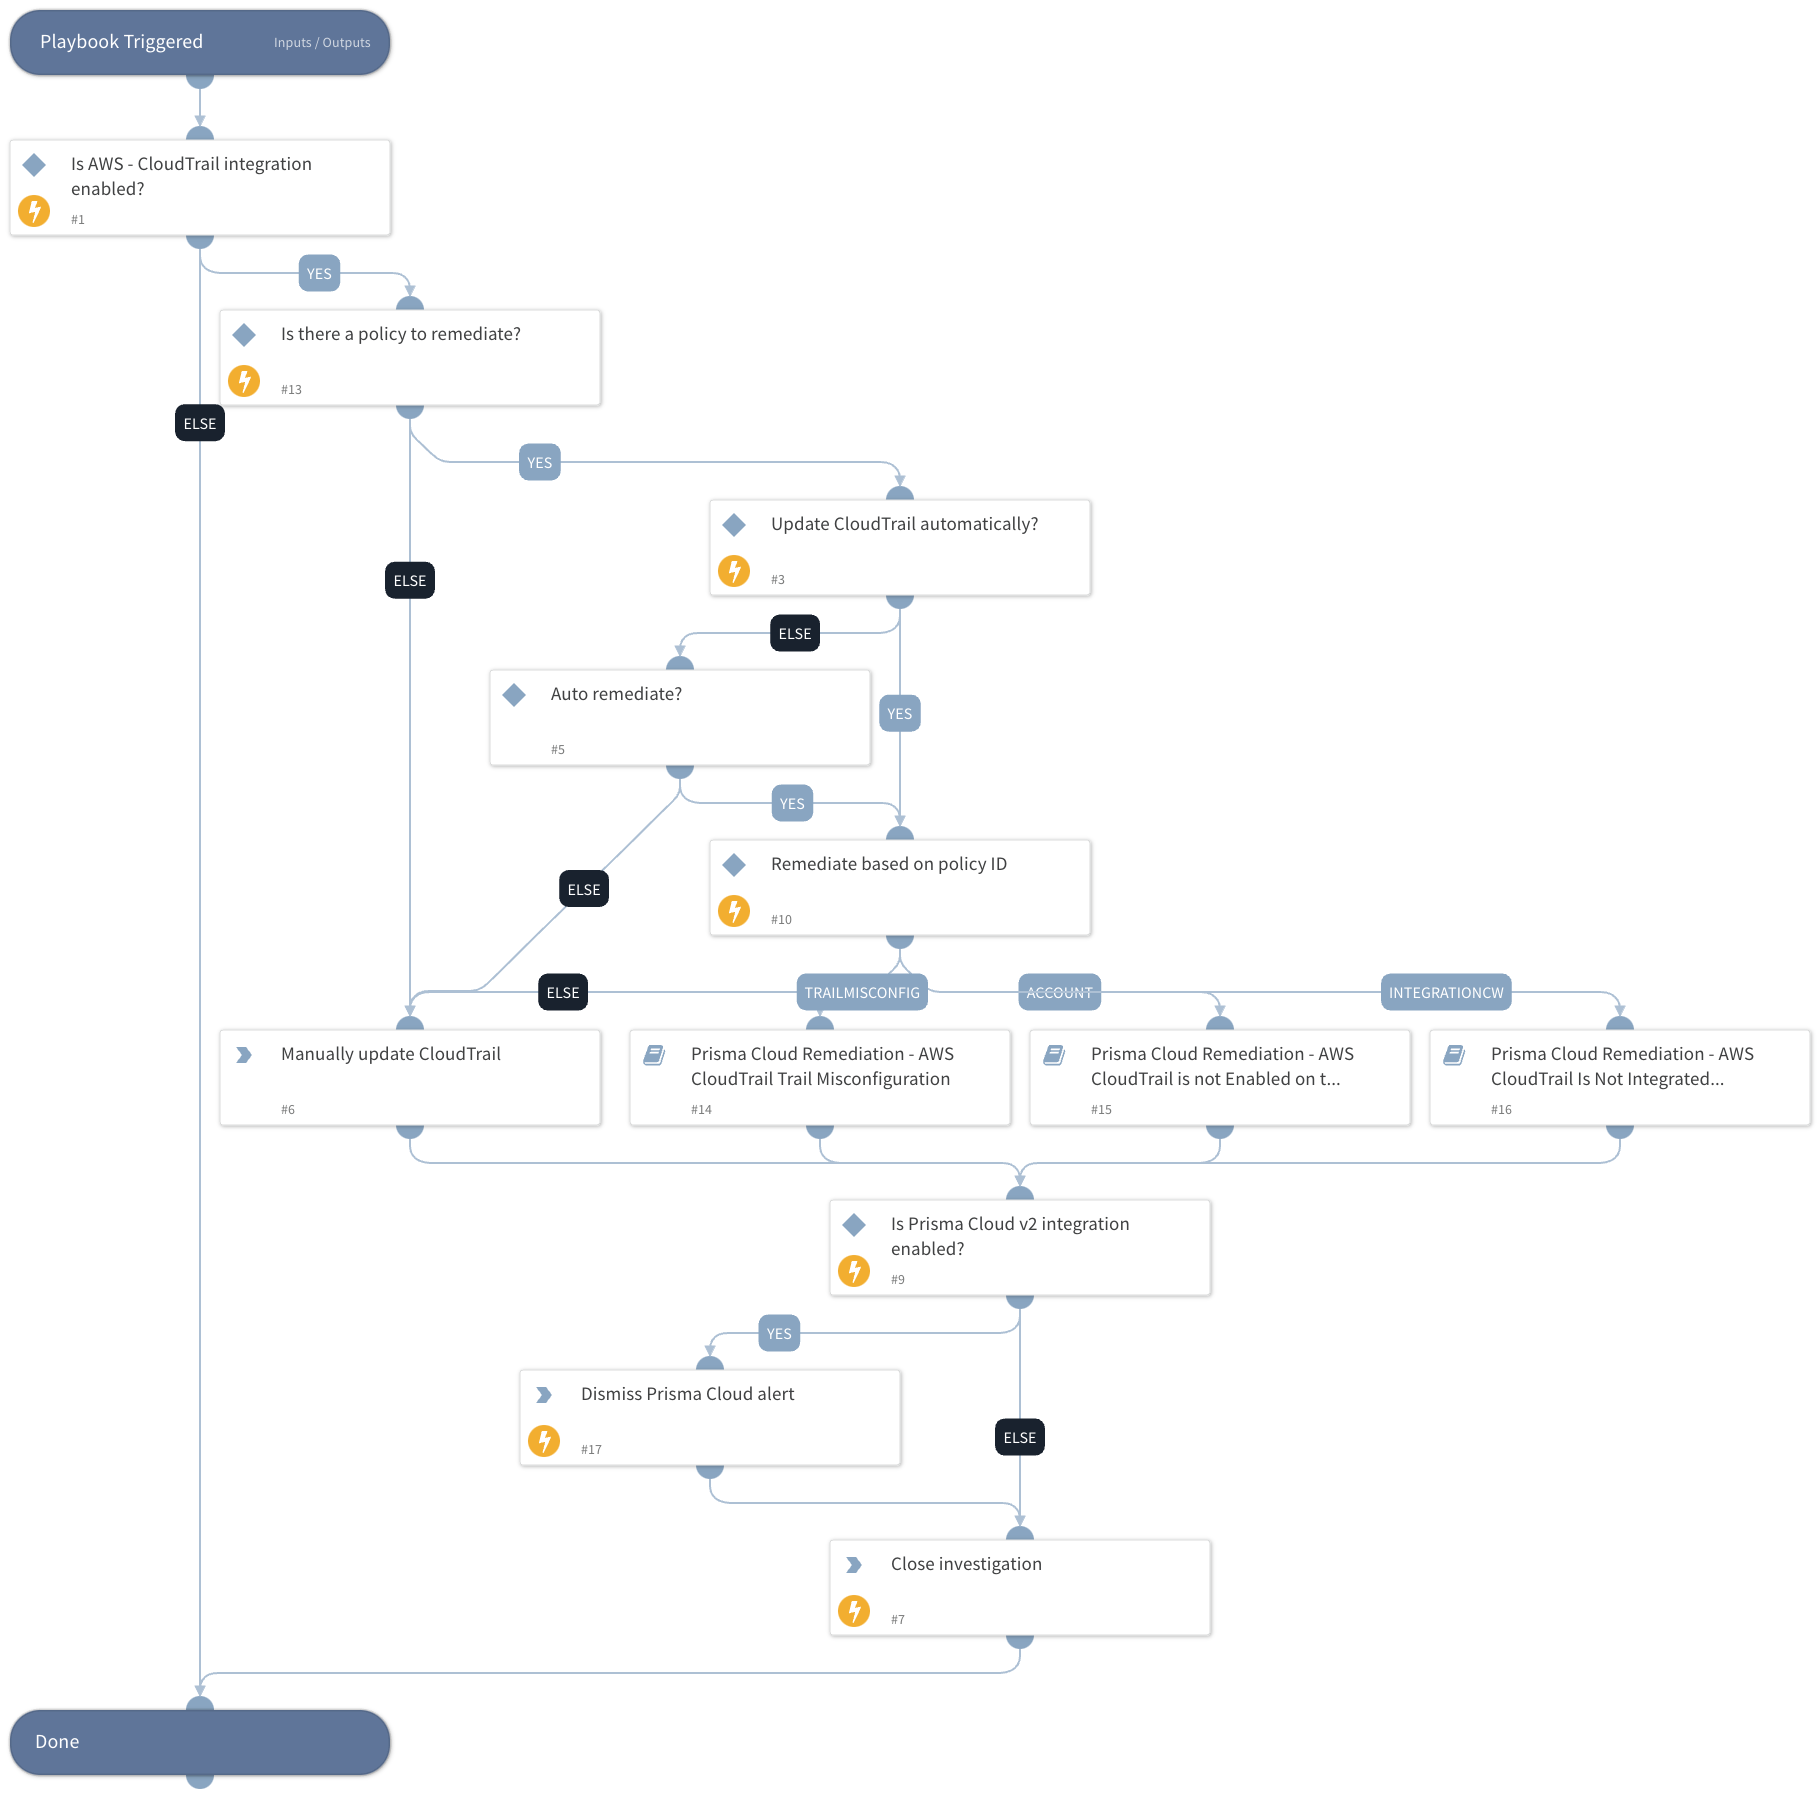 Playbook Triggered
Inputs / Outputs
Is AWS - CloudTrail integration
enabled?
#1
YES
Is there a policy to remediate?
#13
ELSE
YES
Update CloudTrail automatically?
#3
ELSE
ELSE
Auto remediate?
#5
YES
YES
Remediate based on policy ID
#10
ELSE
ELSE
TRAILMISCONFIG
ACCOUNT
INTEGRATIONCW
Manually update CloudTrail
#6
Prisma Cloud Remediation - AWS
CloudTrail Trail Misconfiguration
#14
Prisma Cloud Remediation - AWS
CloudTrail is not Enabled on t...
#15
Prisma Cloud Remediation - AWS
CloudTrail Is Not Integrated...
#16
Is Prisma Cloud v2 integration
enabled?
#9
YES
Dismiss Prisma Cloud alert
#17
ELSE
Close investigation
#7
Done